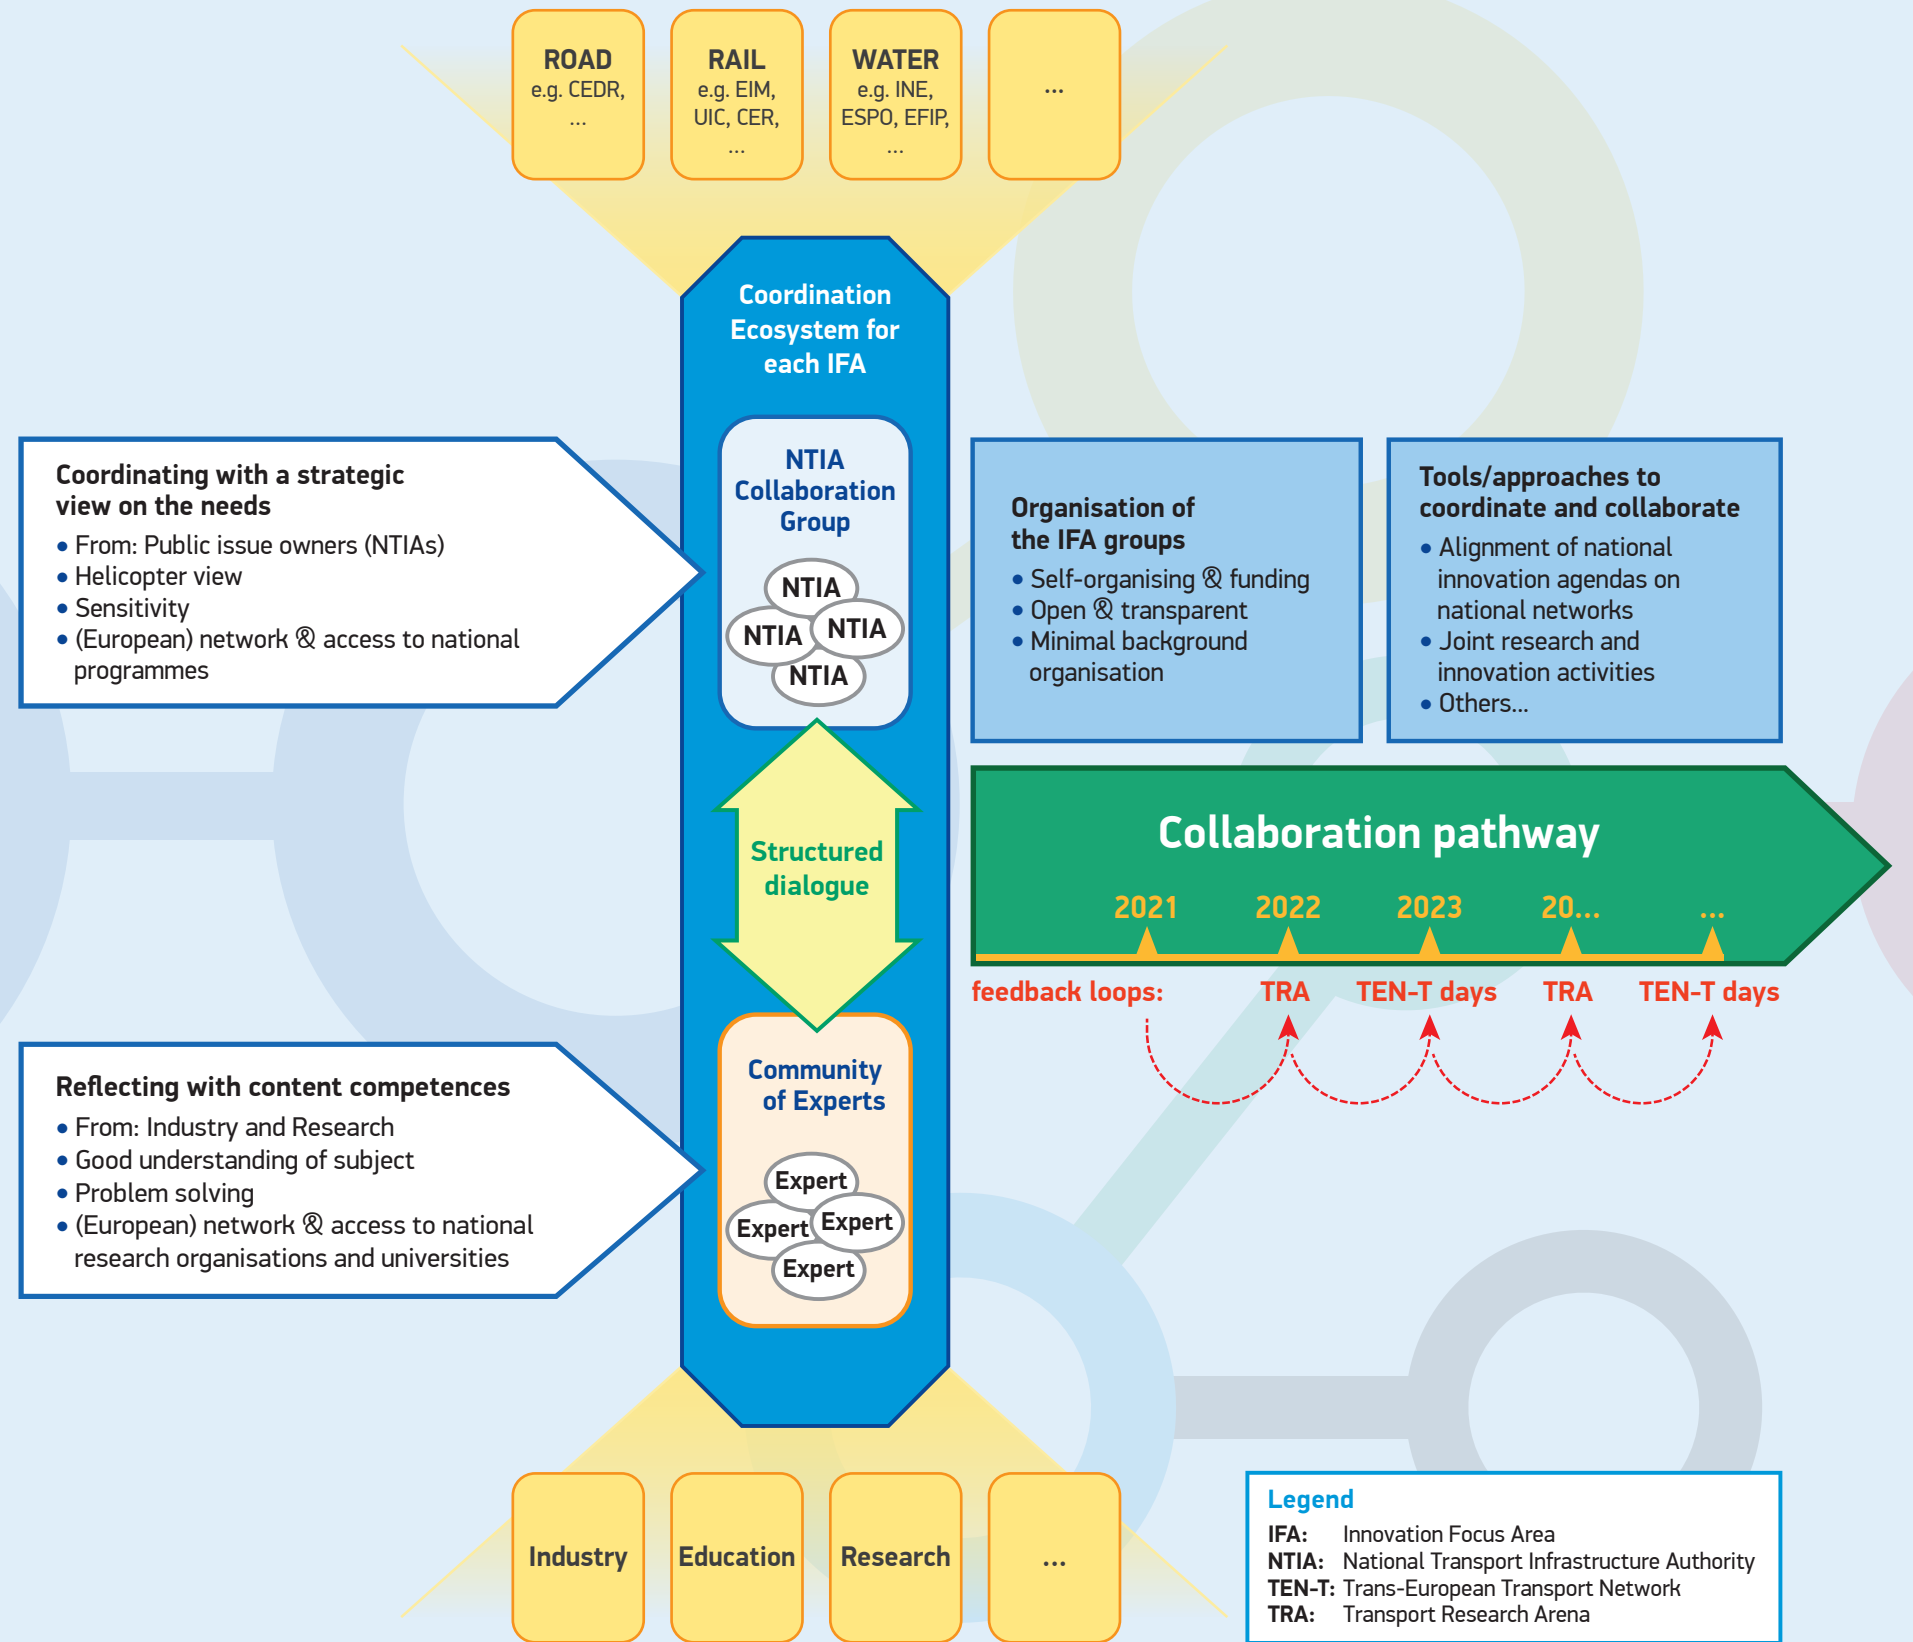 ROAD
e.g. CEDR,
...
RAIL
e.g. EIM,
UIC, CER,
...
WATER
e.g. INE,
ESPO, EFIP,
...
...
Coordination
Ecosystem for
each IFA
Coordinating with a strategic
view on the needs
• From: Public issue owners (NTIAs)
• Helicopter view
• Sensitivity
• (European) network & access to national
programmes
NTIA
Collaboration
Group
NTIA
NTIA
NTIA
NTIA
Organisation of
the IFA groups
• Self-organising & funding
• Open & transparent
• Minimal background
organisation
Tools/approaches to
coordinate and collaborate
• Alignment of national
innovation agendas on
national networks
• Joint research and
innovation activities
• Others...
Structured
dialogue
Collaboration pathway
2021 2022 2023 20... ...
feedback loops: TRA TEN-T days TRA TEN-T days
Reflecting with content competences
• From: Industry and Research
• Good understanding of subject
• Problem solving
• (European) network & access to national
research organisations and universities
Community
of Experts
Expert
Expert
Expert
Expert
Industry
Education
Research
...
Legend
IFA: Innovation Focus Area
NTIA: National Transport Infrastructure Authority
TEN-T: Trans-European Transport Network
TRA: Transport Research Arena